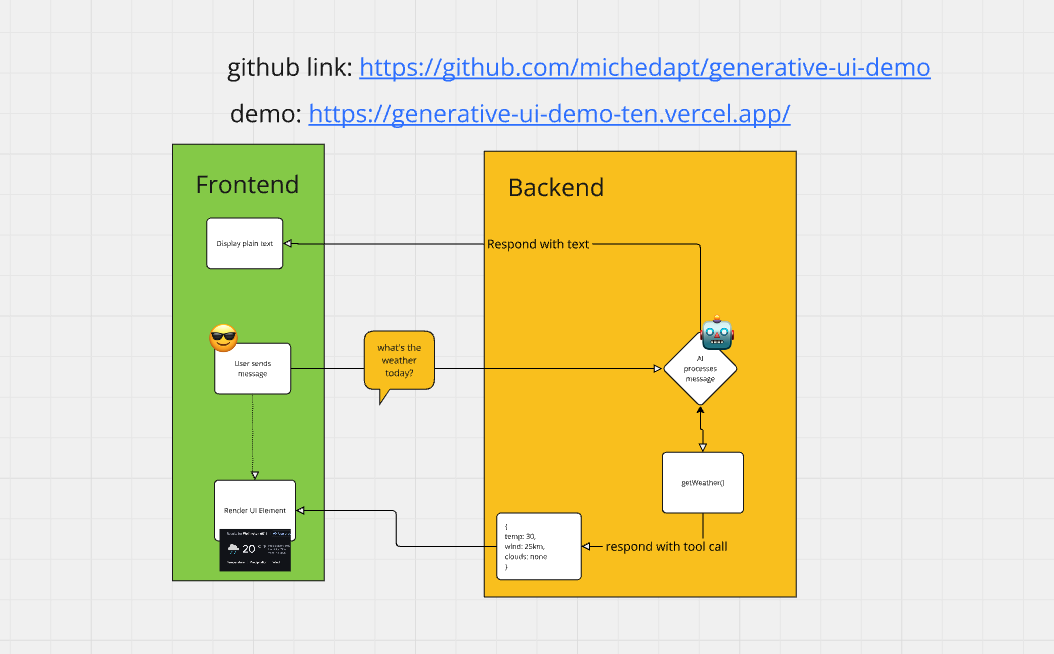 github link: https://github.com/michedapt/generative-ui-demo
demo: https://generative-ui-demo-ten.vercel.app/
Frontend
Backend
Display plain text
Respond with text
User sends
message
what's the
weather
today?
AI
processes
message
getWeather()
Render UI Element
20
{
temp: 30,
wind: 25km,
clouds: none
}
respond with tool call